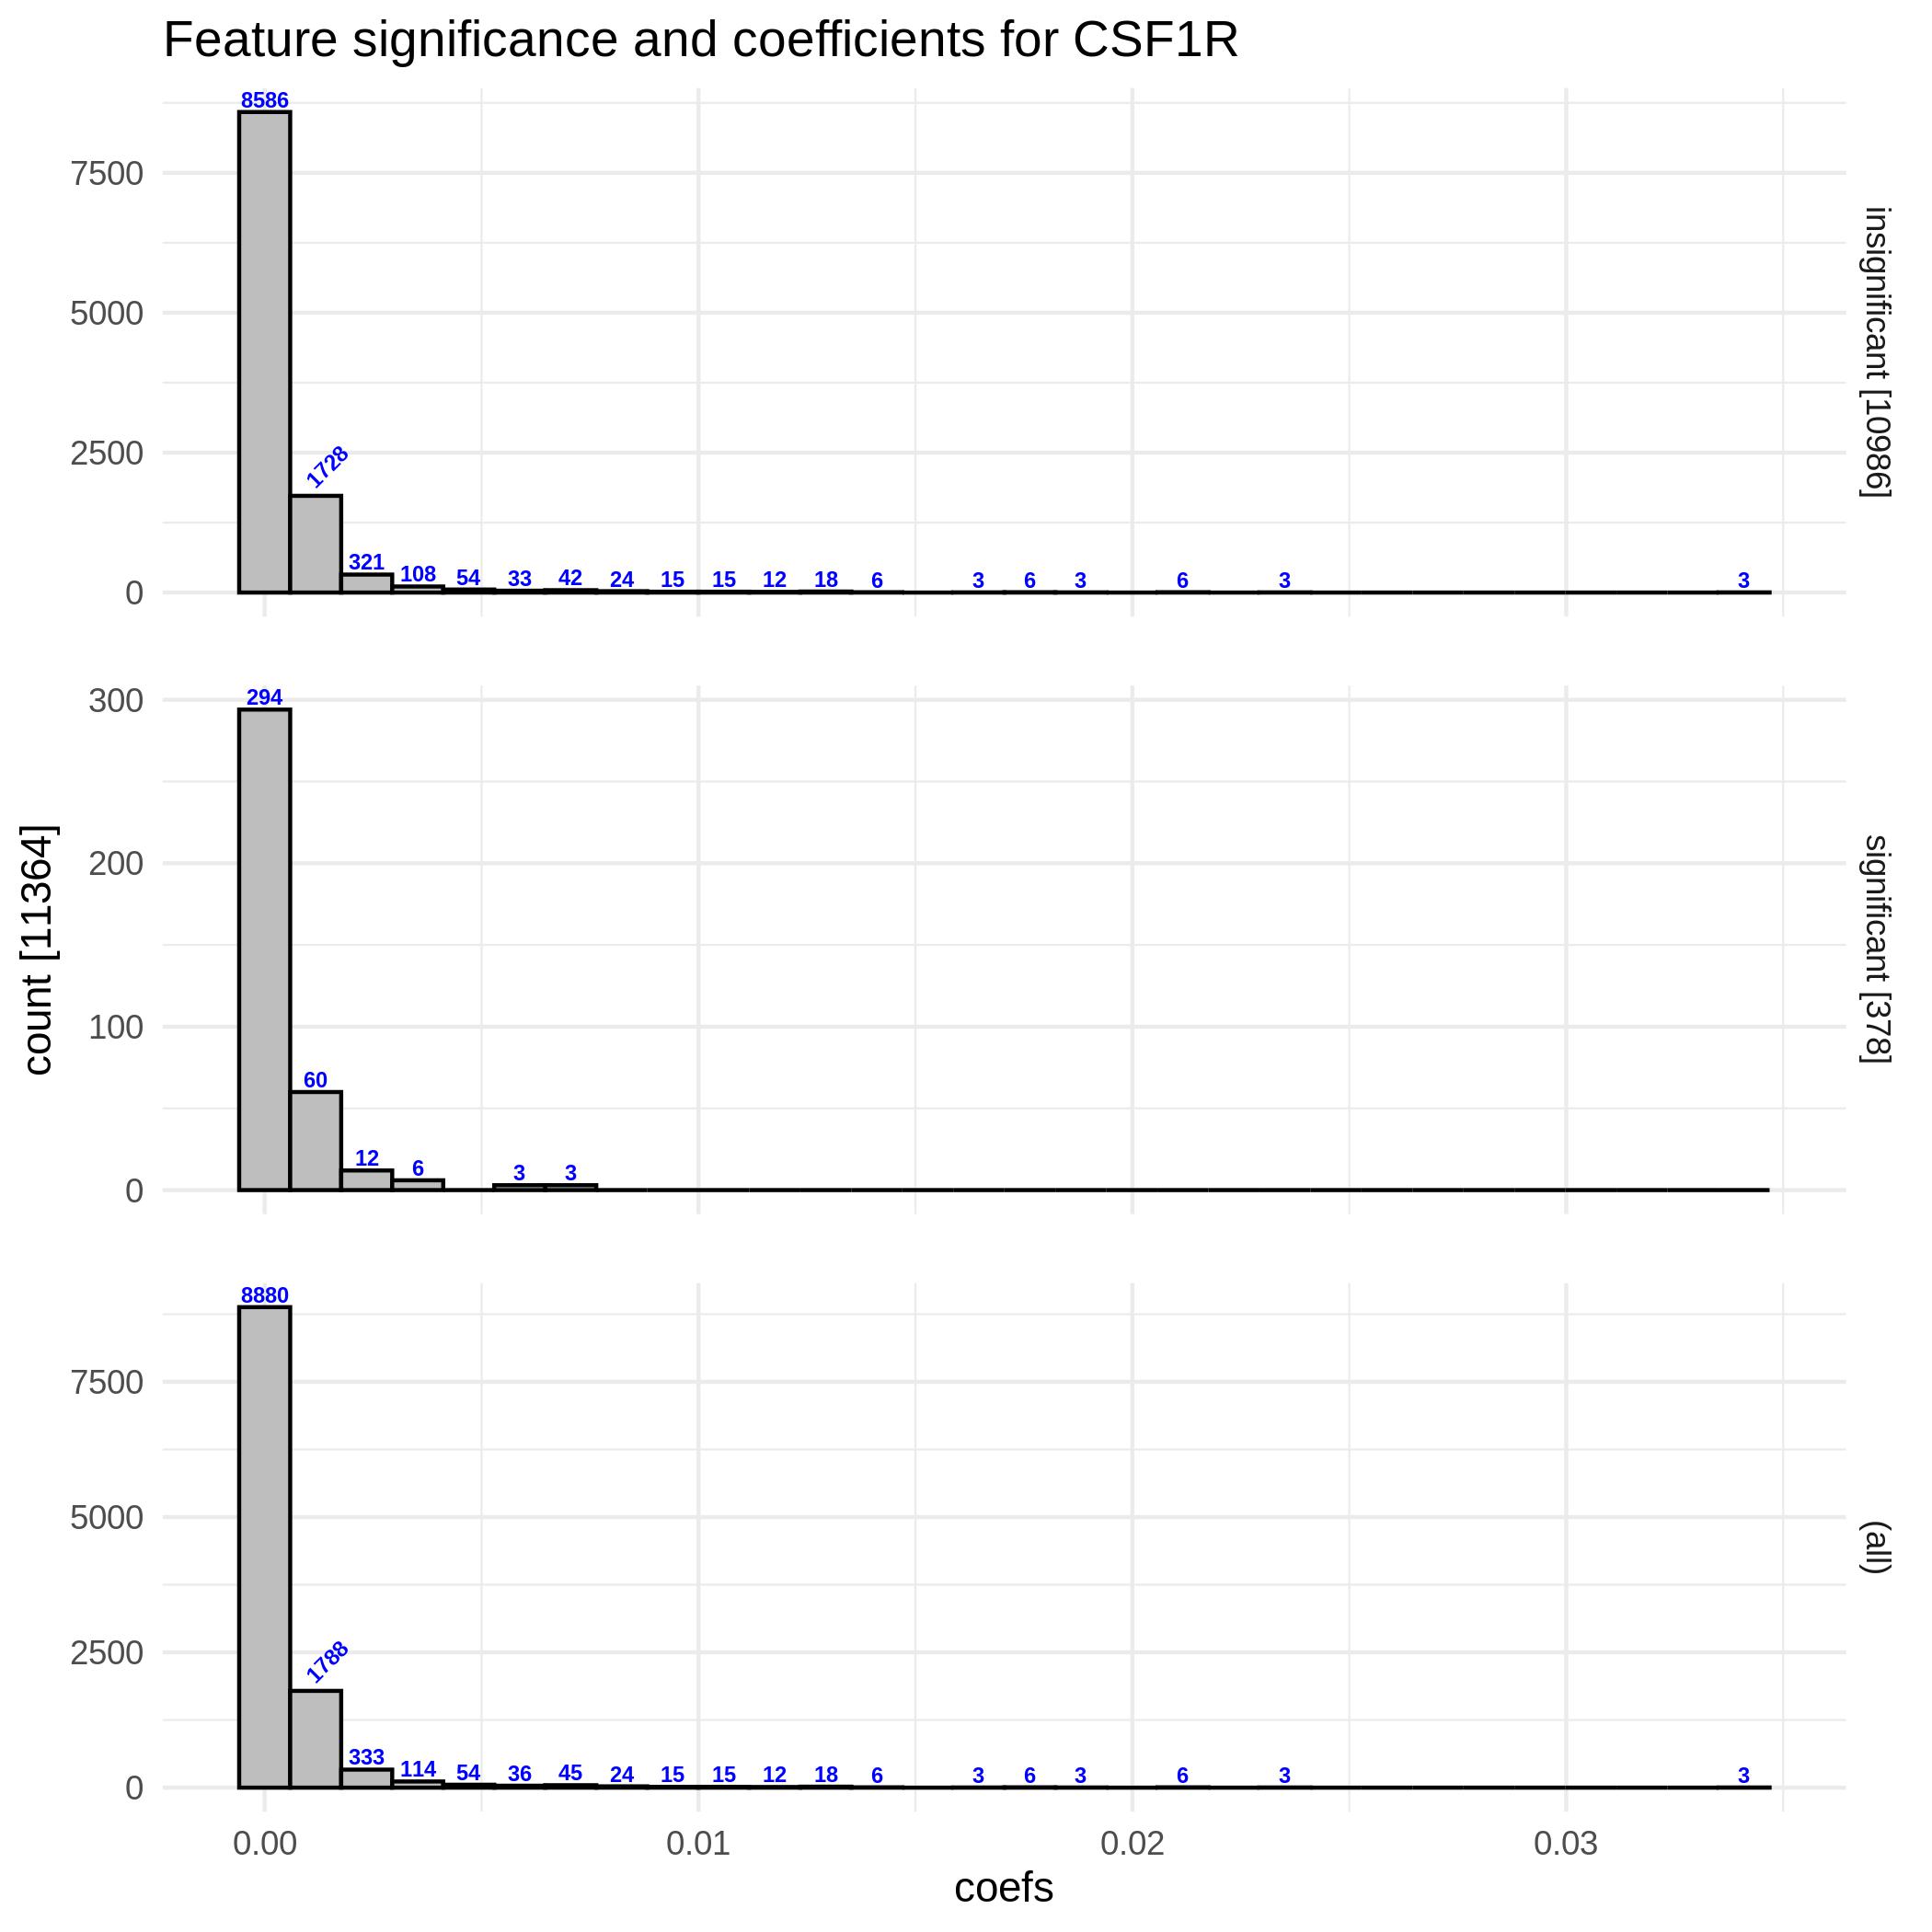 Feature significance and coefficients for CSF1R
count [11364]
8586
1728
321 108 54 33 42 24 15 15 12 18 6 3 6 3 6 3 3
7500
5000
2500
0
insignificant [10986]
294
60
12 6 3 3
300
200
100
0
significant [378]
8880
1788
333 114 54 36 45 24 15 15 12 18 6 3 6 3 6 3 3
7500
5000
2500
0
(all)
0.00 0.01 0.02 0.03
coefs